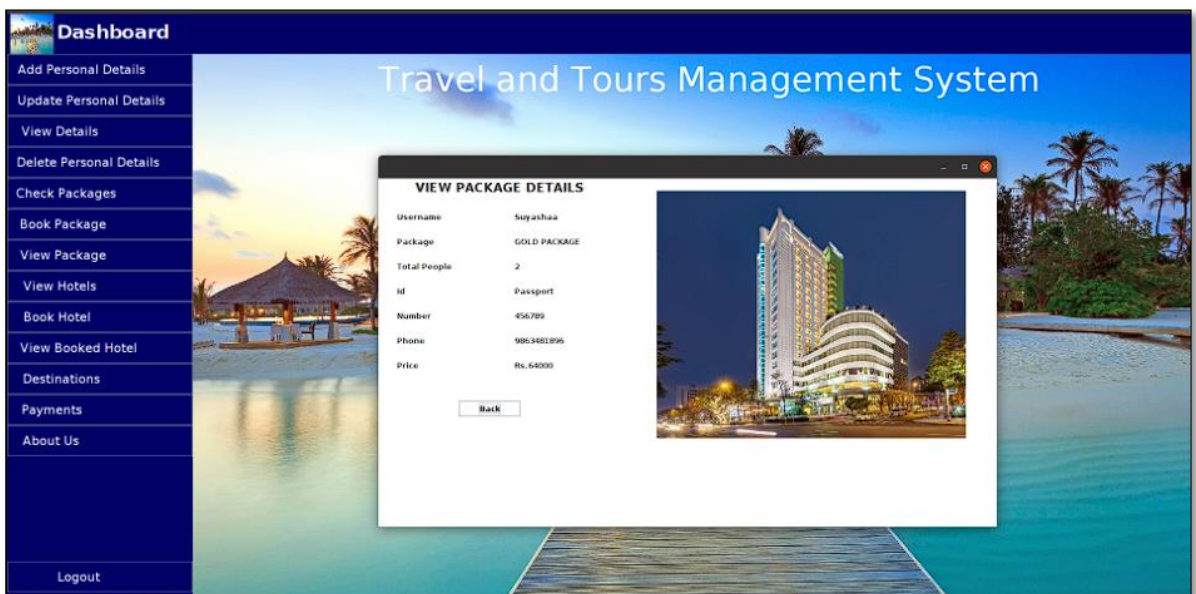 Dashboard
Travel and Tours Management System
Add Personal Details
Update Personal Details
View Details
Delete Personal Details
Check Packages
Book Package
View Package
View Hotels
Book Hotel
View Booked Hotel
Destinations
Payments
About Us
Logout
VIEW PACKAGE DETAILS
Username Suyashaa
Package GOLD PACKAGE
Total People 2
Id Passport
Number 456789
Phone 9863481896
Price Rs.64000
Back